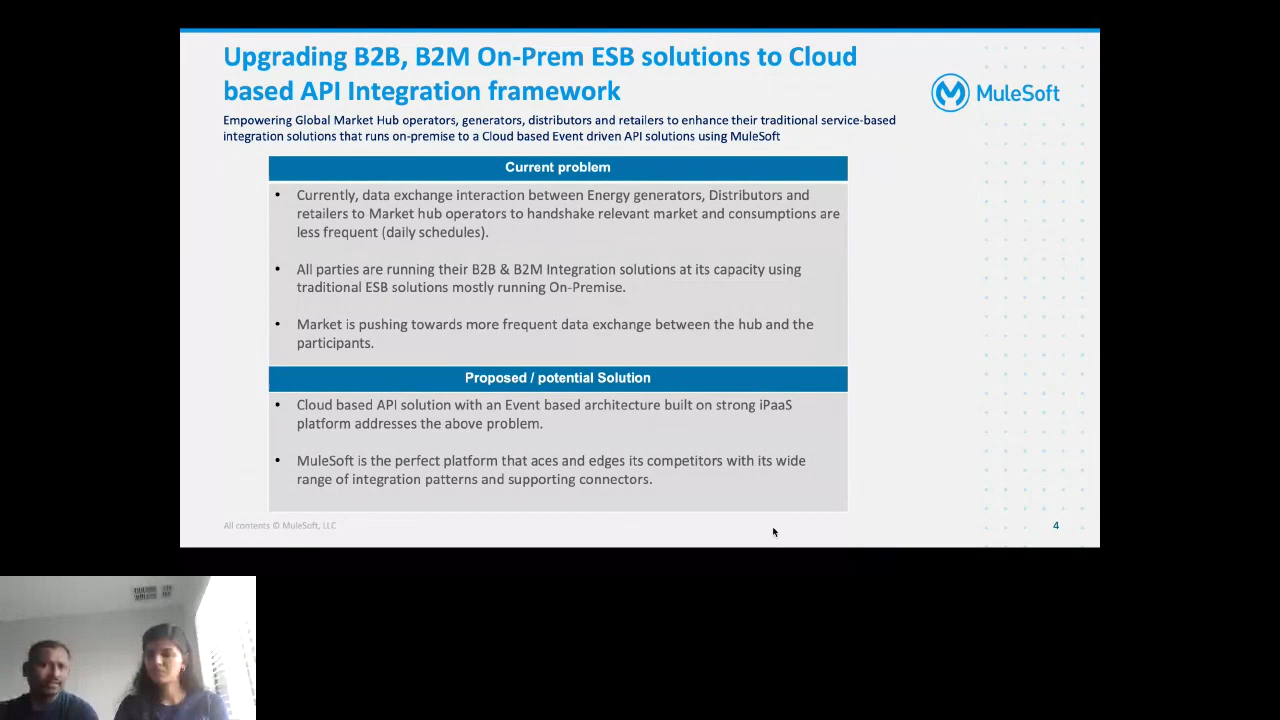 Upgrading B2B, B2M On-Prem ESB solutions to Cloud
based API Integration framework
MuleSoft
Empowering Global Market Hub operators, generators, distributors and retailers to enhance their traditional service-based
integration solutions that runs on-premise to a Cloud based Event driven API solutions using MuleSoft
Current problem
• Currently, data exchange interaction between Energy generators, Distributors and
retailers to Market hub operators to handshake relevant market and consumptions are
less frequent (daily schedules).
• All parties are running their B2B & B2M Integration solutions at its capacity using
traditional ESB solutions mostly running On-Premise.
• Market is pushing towards more frequent data exchange between the hub and the
participants.
Proposed / potential Solution
• Cloud based API solution with an Event based architecture built on strong iPaaS
platform addresses the above problem.
• MuleSoft is the perfect platform that aces and edges its competitors with its wide
range of integration patterns and supporting connectors.
All contents © MuleSoft, LLC
4